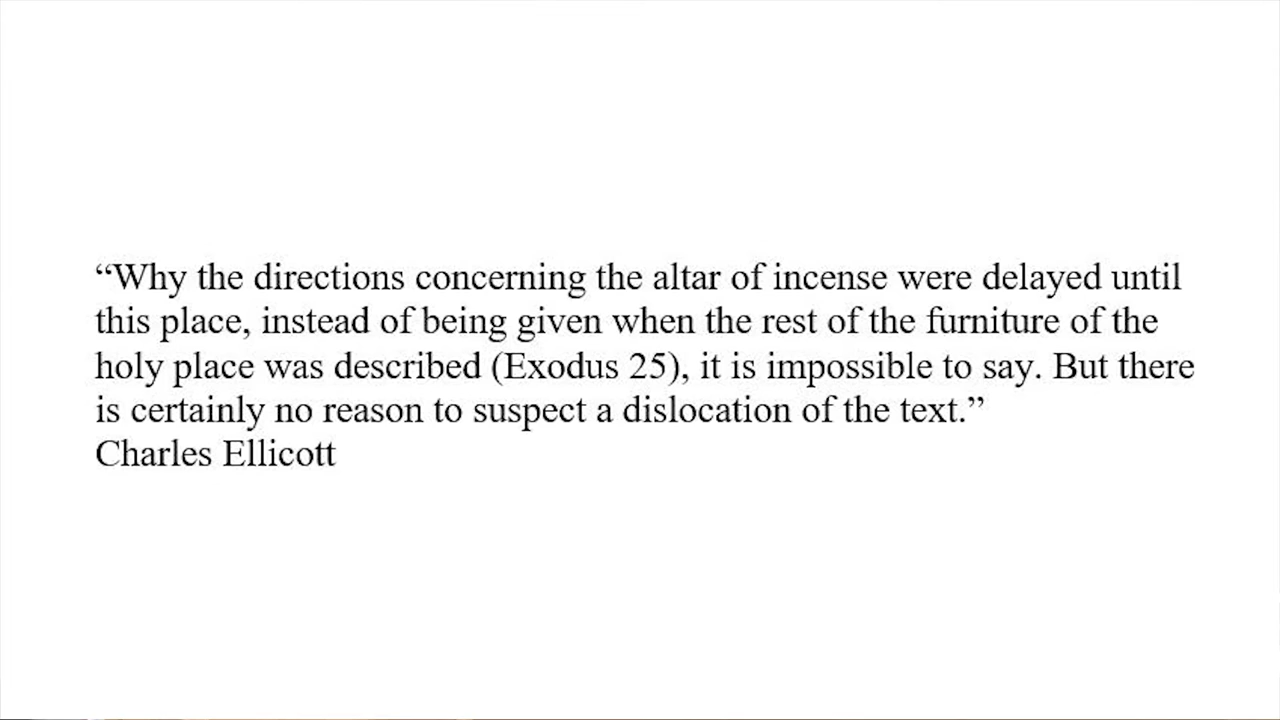 “Why the directions concerning the altar of incense were delayed until
this place, instead of being given when the rest of the furniture of the
holy place was described (Exodus 25), it is impossible to say. But there
is certainly no reason to suspect a dislocation of the text.”
Charles Ellicott